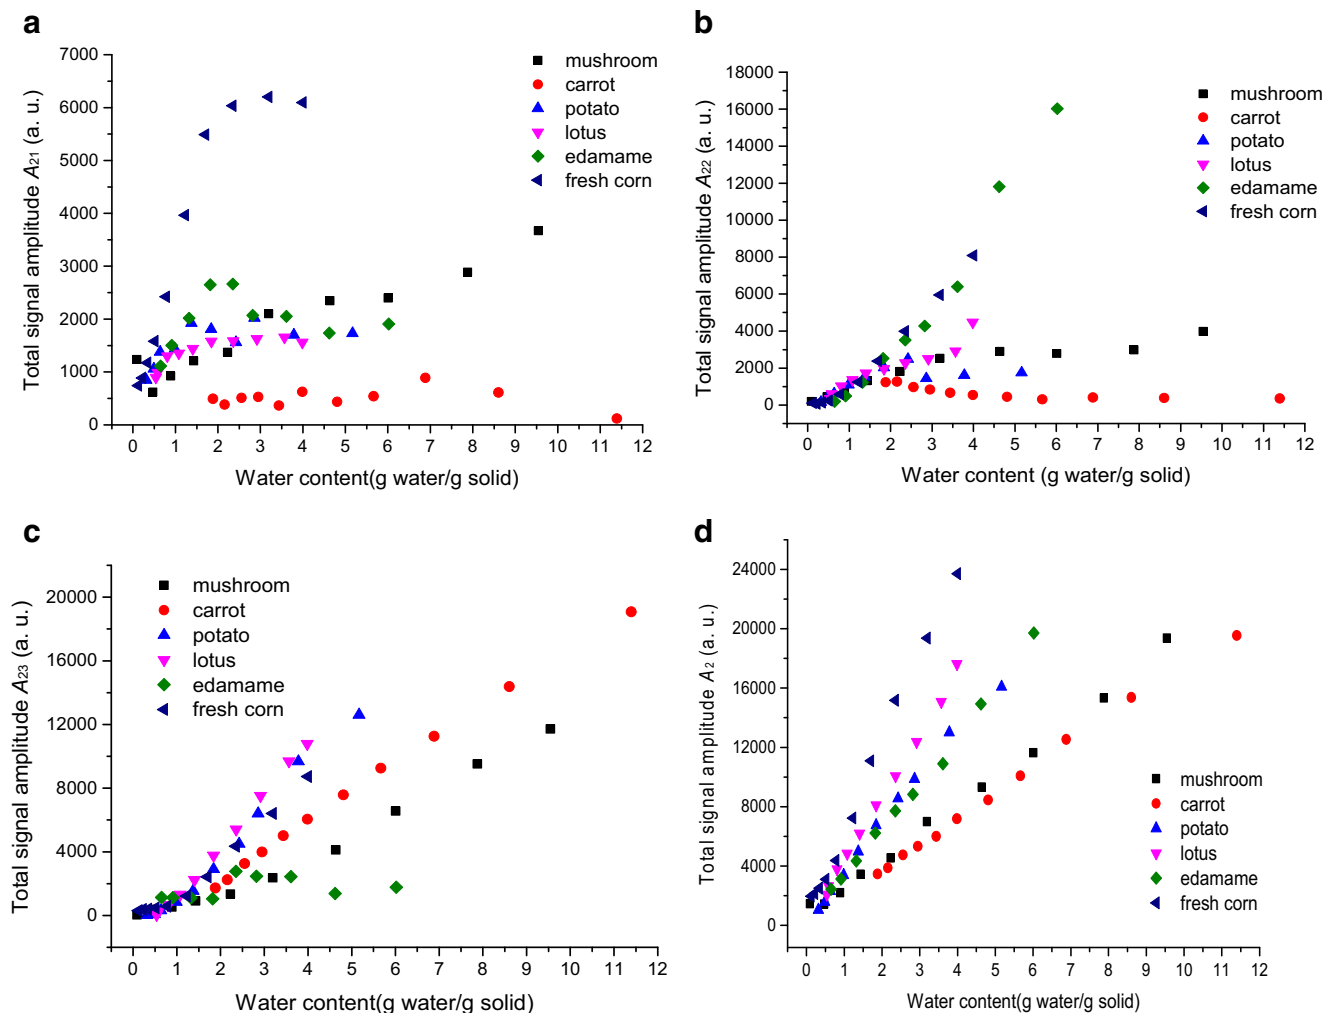 a
7000
6000
5000
4000
3000
2000
1000
0
Total signal amplitude A21 (a. u.)
mushroom
carrot
potato
lotus
edamame
fresh corn
0 1 2 3 4 5 6 7 8 9 10 11 12
Water content(g water/g solid)
b
18000
16000
14000
12000
10000
8000
6000
4000
2000
0
Total signal amplitude A22 (a. u.)
mushroom
carrot
potato
lotus
edamame
fresh corn
0 1 2 3 4 5 6 7 8 9 10 11 12
Water content (g water/g solid)
c
20000
16000
12000
8000
4000
0
Total signal amplitude A23 (a. u.)
mushroom
carrot
potato
lotus
edamame
fresh corn
0 1 2 3 4 5 6 7 8 9 10 11 12
Water content(g water/g solid)
d
24000
20000
16000
12000
8000
4000
0
Total signal amplitude A2 (a. u.)
mushroom
carrot
potato
lotus
edamame
fresh corn
0 1 2 3 4 5 6 7 8 9 10 11 12
Water content(g water/g solid)